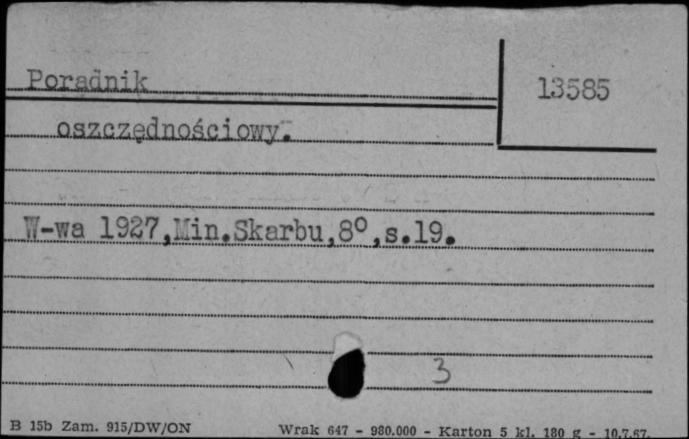 Poradnik
13585
oszczędnościowy.
W-wa 1927,Min.Skarbu,8º,s.19.
3
B 15b Zam. 915/DW/ON
Wrak 647 - 980.000 - Karton 5 kl. 180 g - 10.7.67.